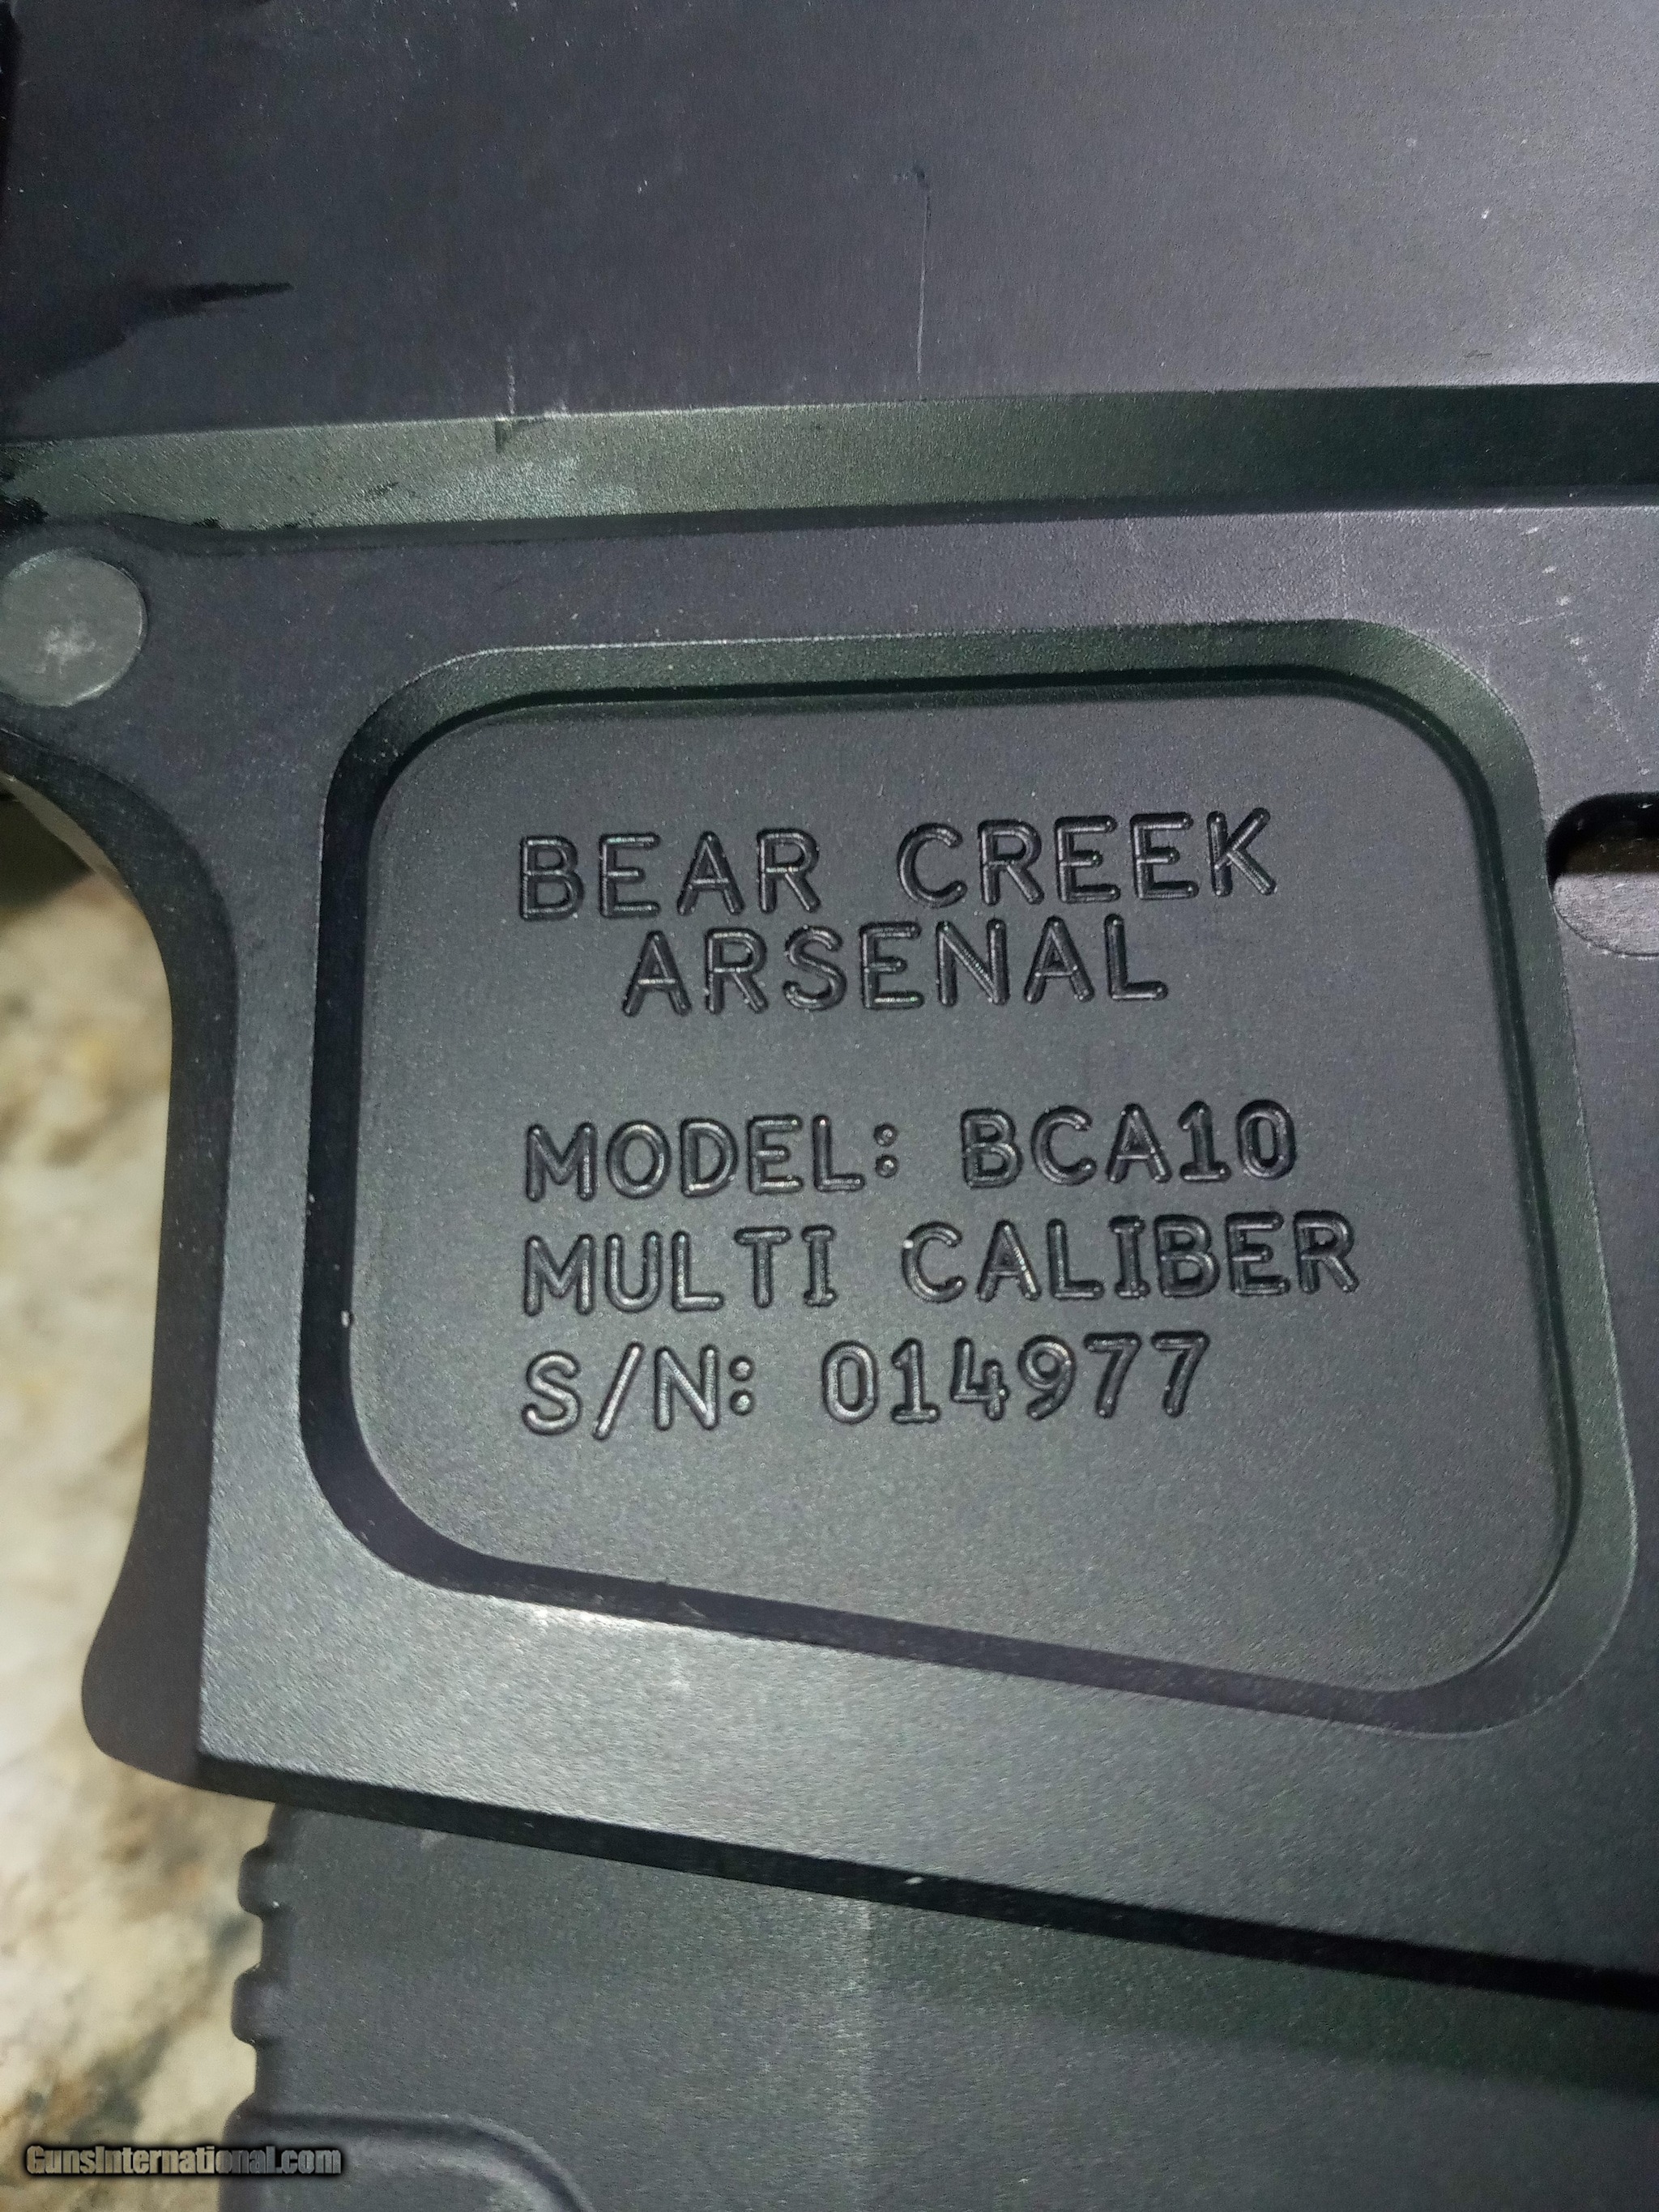 BEAR CREEK
ARSENAL
MODEL: BCA10
MULTI CALIBER
S/N: 014977
GunsInternational.com